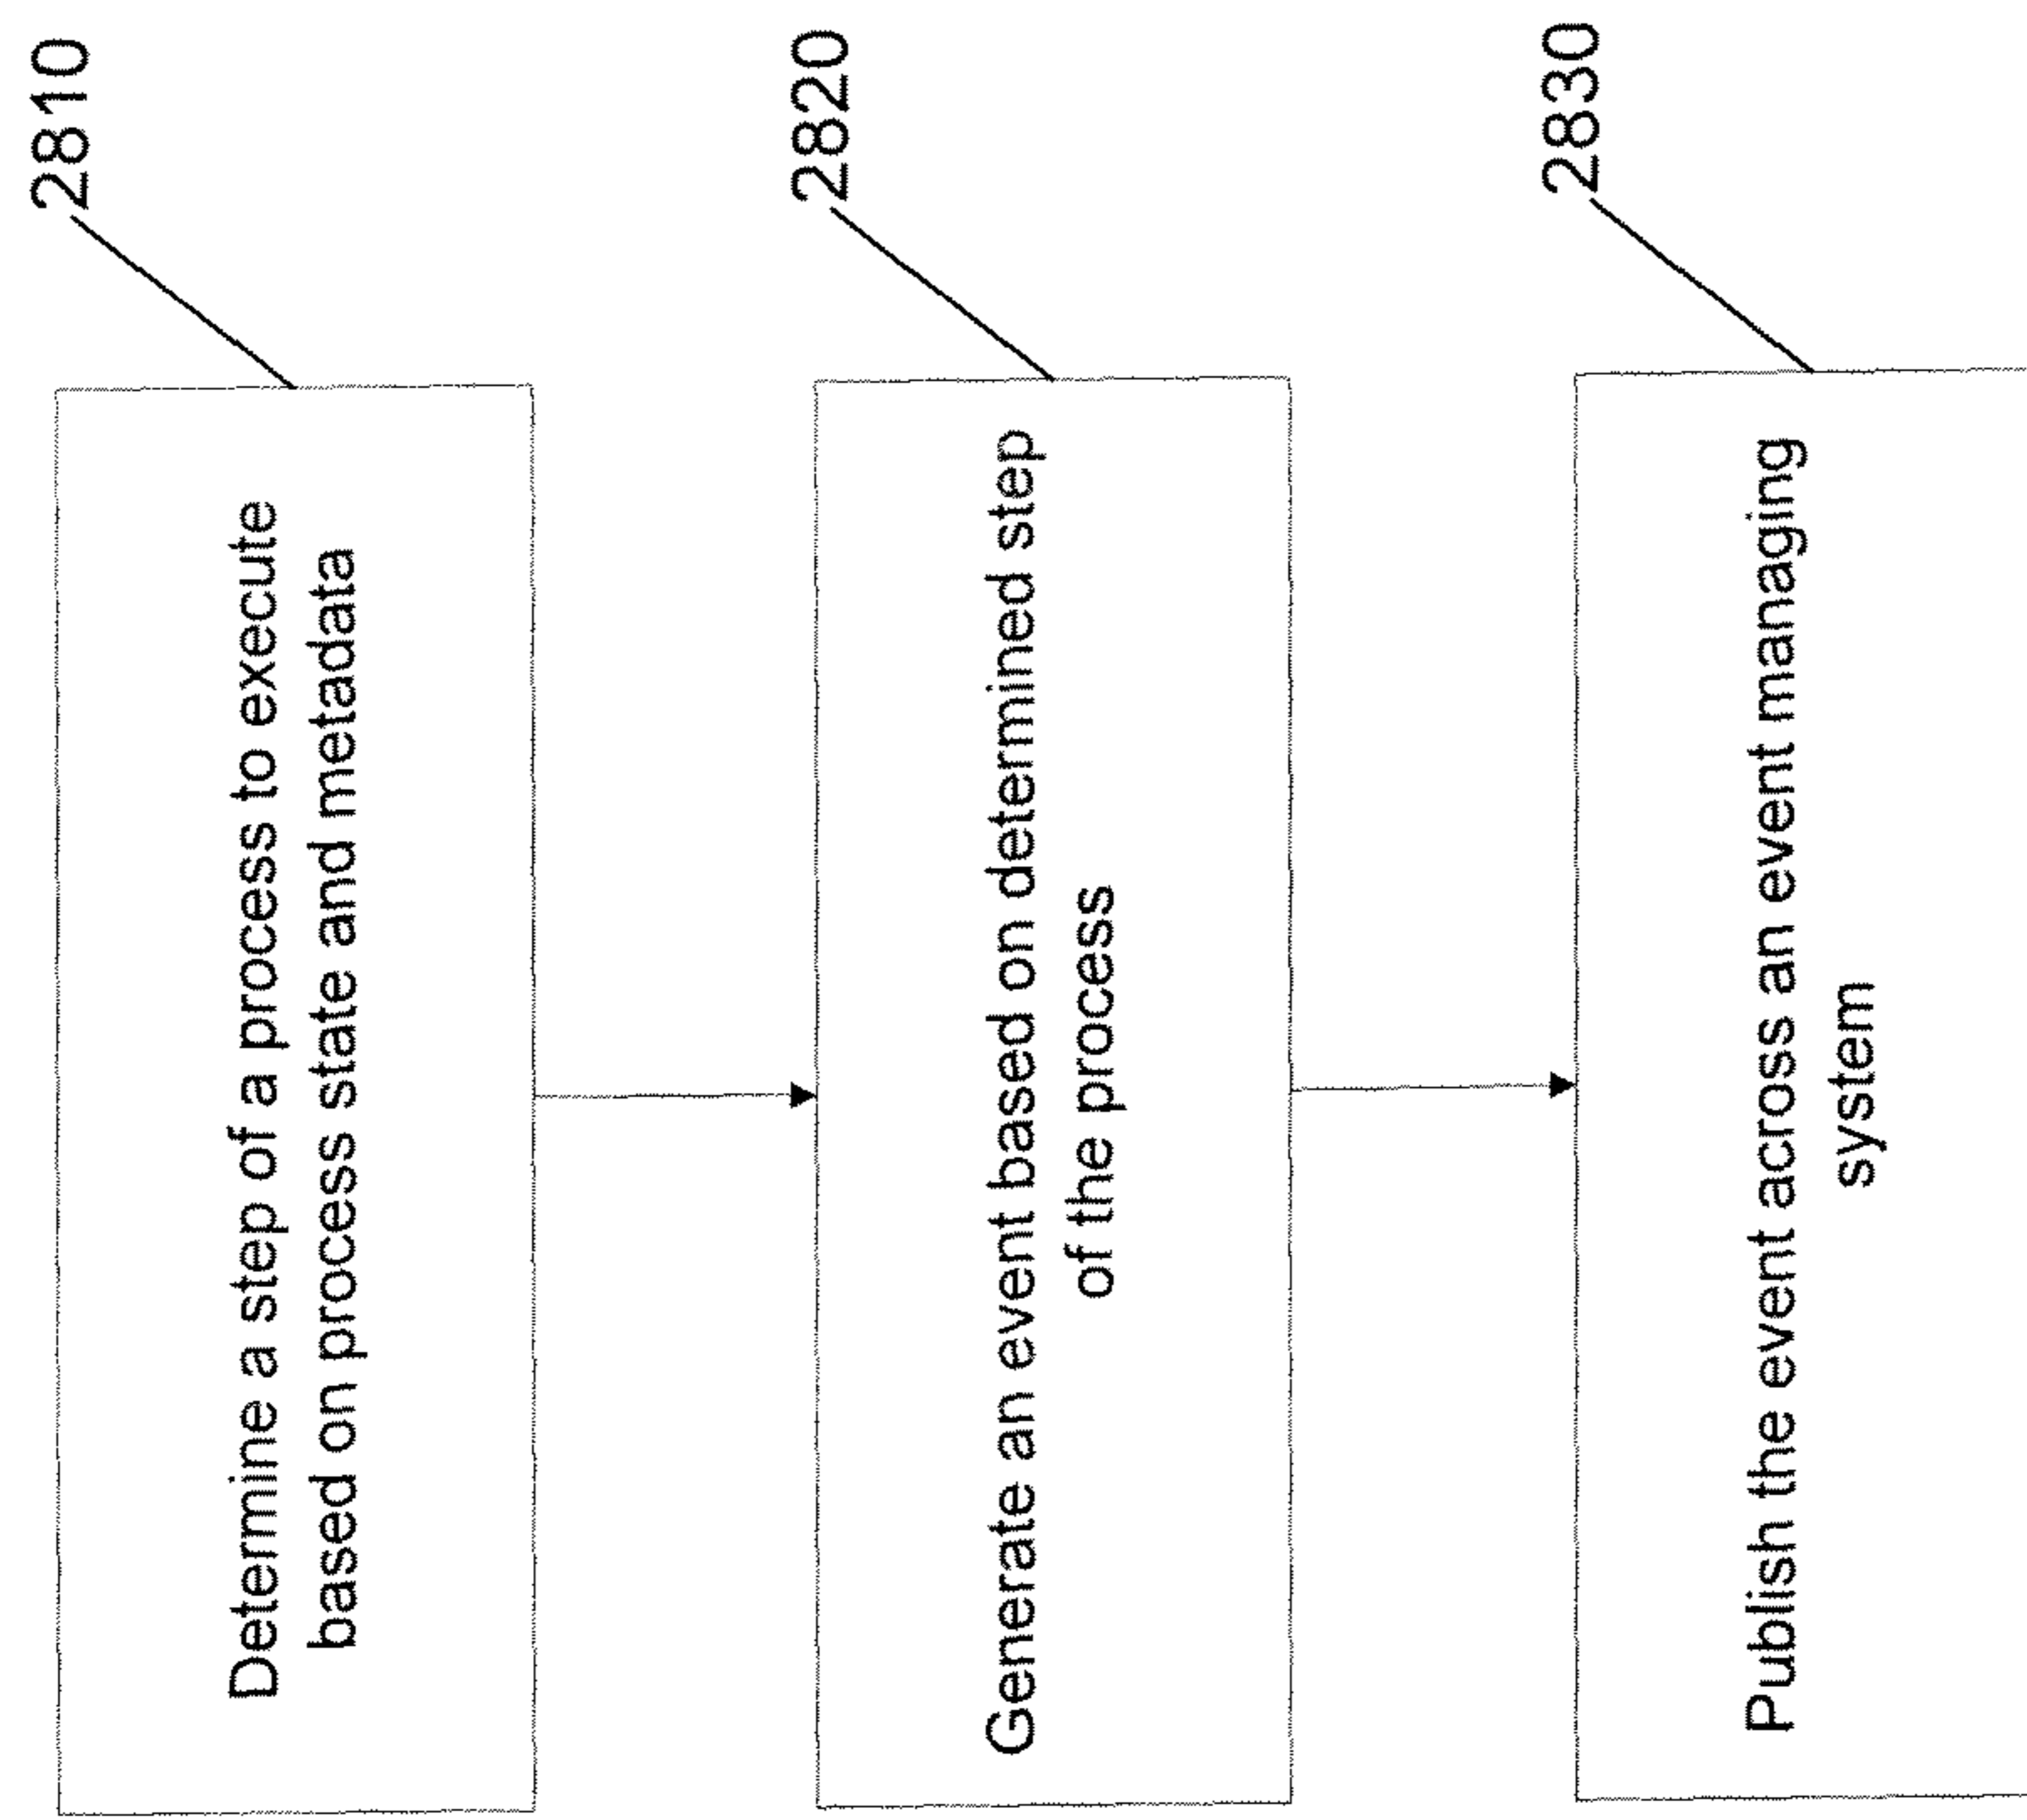 2810
Determine a step of a process to execute
based on process state and metadata
2820
Generate an event based on determined step
of the process
2830
Publish the event across an event managing
system